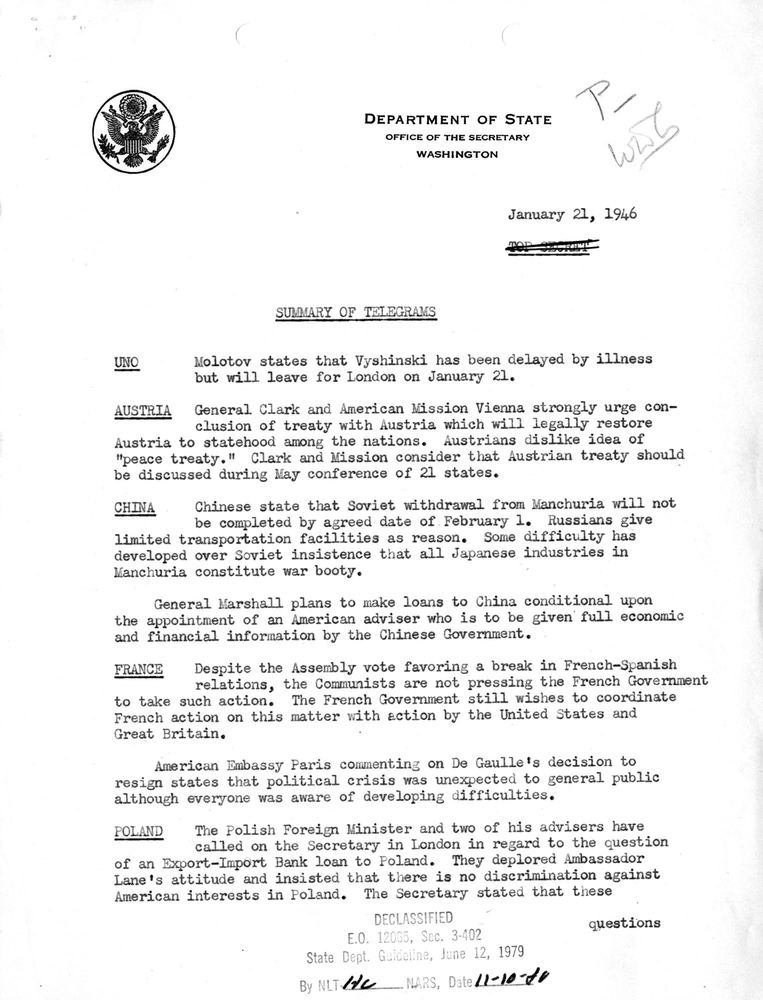 DEPARTMENT OF STATE
OFFICE OF THE SECRETARY
WASHINGTON
P-
January 21, 1946
TOP SECRET
SUMMARY OF TELEGRAMS
UNO Molotov states that Vyshinski has been delayed by illness
but will leave for London on January 21.
AUSTRIA General Clark and American Mission Vienna strongly urge con-
clusion of treaty with Austria which will legally restore
Austria to statehood among the nations. Austrians dislike idea of
"peace treaty." Clark and Mission consider that Austrian treaty should
be discussed during May conference of 21 states.
CHINA Chinese state that Soviet withdrawal from Manchuria will not
be completed by agreed date of February 1. Russians give
limited transportation facilities as reason. Some difficulty has
developed over Soviet insistence that all Japanese industries in
Manchuria constitute war booty.
General Marshall plans to make loans to China conditional upon
the appointment of an American adviser who is to be given full economic
and financial information by the Chinese Government.
FRANCE Despite the Assembly vote favoring a break in French-Spanish
relations, the Communists are not pressing the French Government
to take such action. The French Government still wishes to coordinate
French action on this matter with action by the United States and
Great Britain.
American Embassy Paris commenting on De Gaulle's decision to
resign states that political crisis was unexpected to general public
although everyone was aware of developing difficulties.
POLAND The Polish Foreign Minister and two of his advisers have
called on the Secretary in London in regard to the question
of an Export-Import Bank loan to Poland. They deplored Ambassador
Lane's attitude and insisted that there is no discrimination against
American interests in Poland. The Secretary stated that these
questions
DECLASSIFIED
E.O. 12065, Sec. 3-402
State Dept. Guideline, June 12, 1979
By NLT-HC NARS, Date 11-10-80